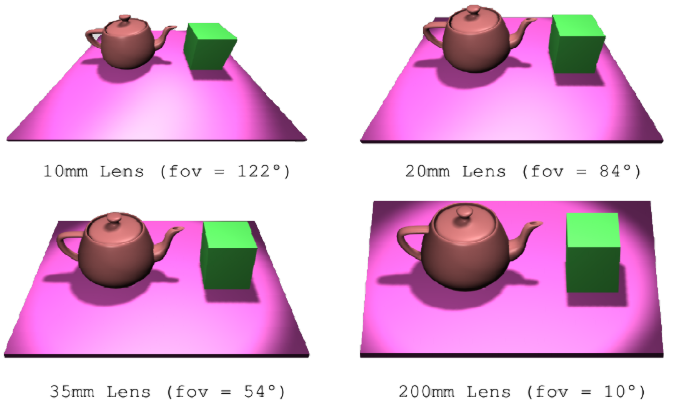 10mm Lens (fov = 122°)
20mm Lens (fov = 84°)
35mm Lens (fov = 54°)
200mm Lens (fov = 10°)